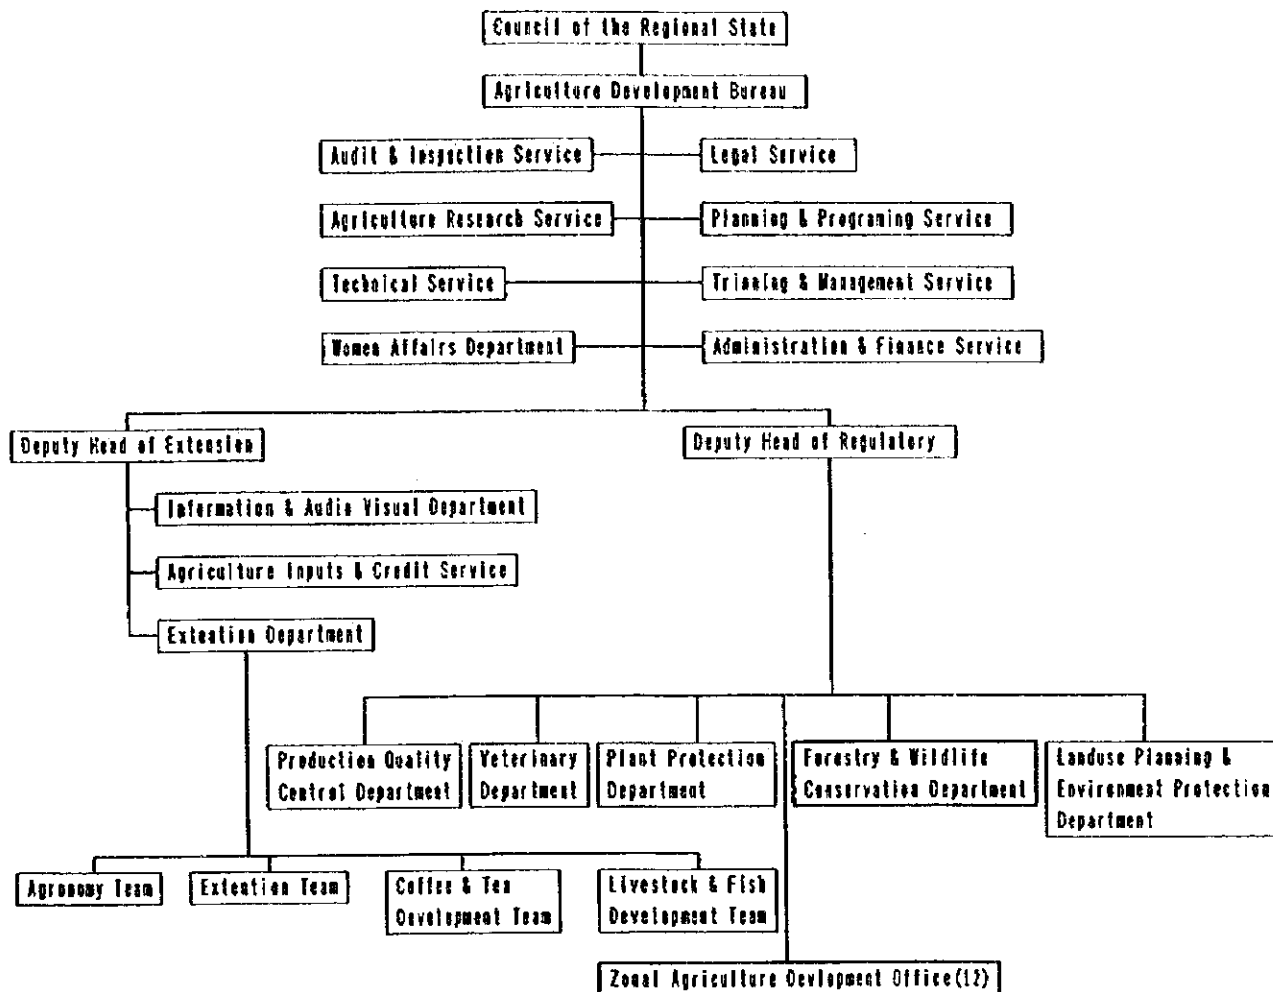 Council of the Regional State
Agriculture Development Bureau
Audit & Inspection Service
Legal Service
Agriculture Research Service
Planning & Programing Service
Technical Service
Trinning & Management Service
Women Affairs Department
Administration & Finance Service
Deputy Head of Extension
Deputy Head of Regulatory
Information & Audio Visual Department
Agriculture Inputs & Credit Service
Extention Department
Production Quality
Control Department
Veterinary
Department
Plant Protection
Department
Forestry & Wildlife
Conservation Department
Landuse Planning &
Environment Protection
Department
Agronomy Team
Extention Team
Coffee & Tea
Development Team
Livestock & Fish
Development Team
Zonal Agriculture Devlopment Office(12)